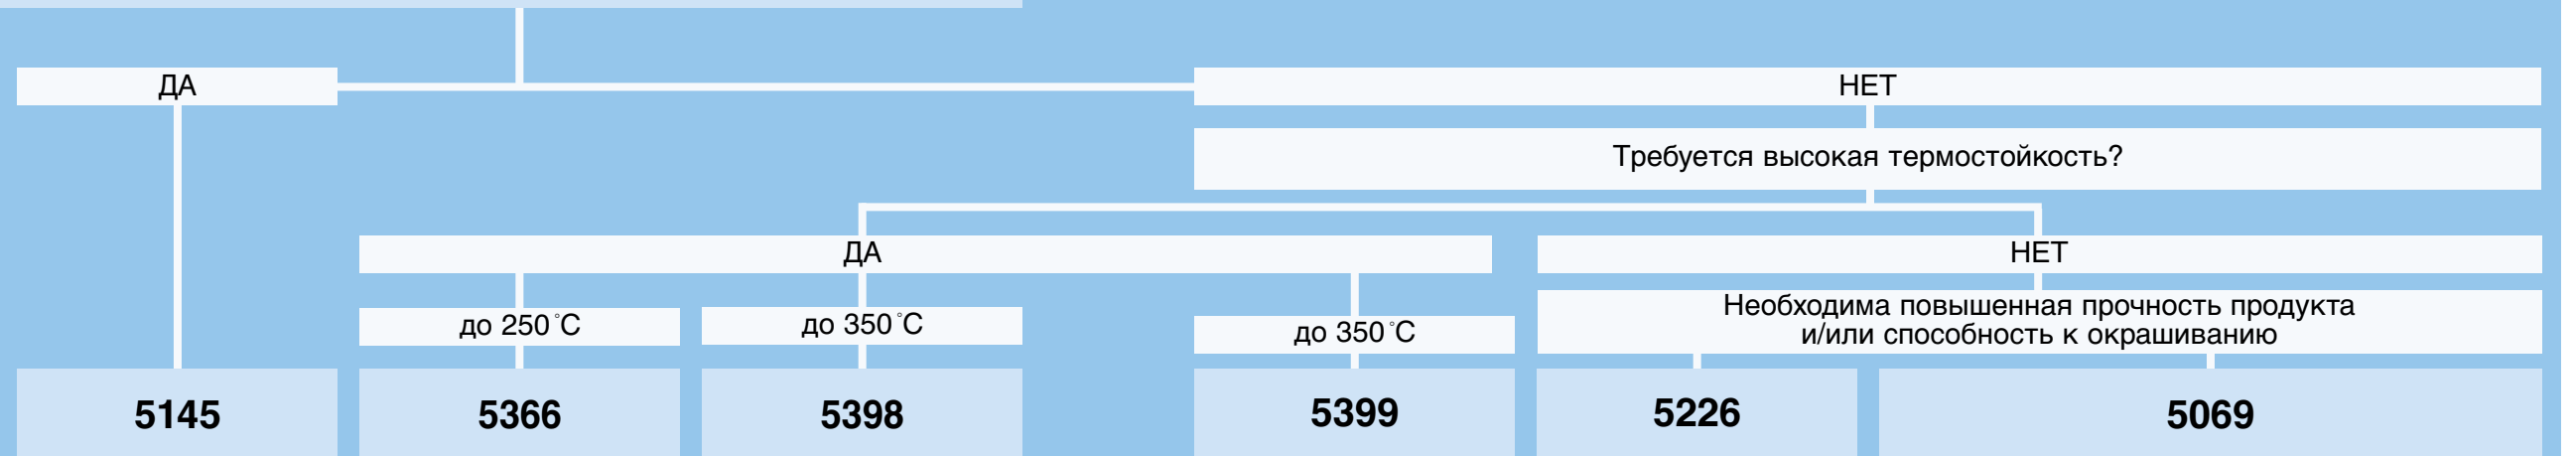 ДА
НЕТ
Требуется высокая термостойкость?
ДА
НЕТ
до 250 °C
до 350 °C
до 350 °C
Необходима повышенная прочность продукта
и/или способность к окрашиванию
5145
5366
5398
5399
5226
5069